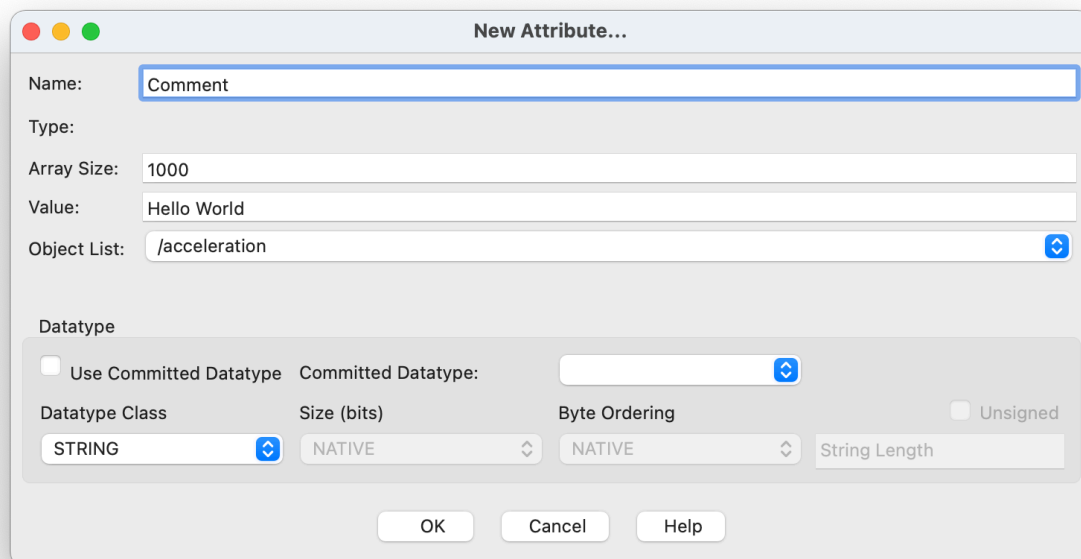 New Attribute...
Name: Comment
Type:
Array Size: 1000
Value: Hello World
Object List: /acceleration
Datatype
Use Committed Datatype Committed Datatype:
Datatype Class Size (bits) Byte Ordering Unsigned
STRING NATIVE NATIVE String Length
OK Cancel Help